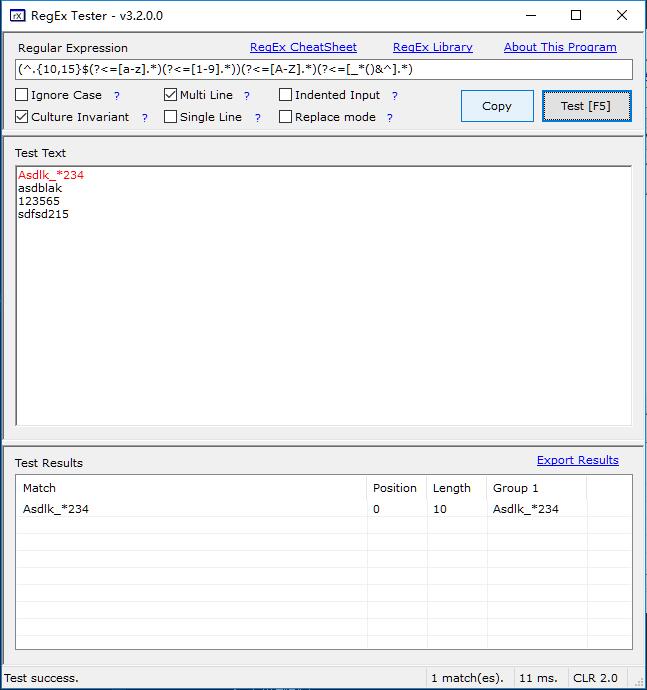 RegEx Tester - v3.2.0.0
Regular Expression RegEx CheatSheet RegEx Library About This Program
(^.{10,15}$(?<=[a-z].*)(?<=[1-9].*))(?<=[A-Z].*)(?<=[_*()&^].*)
Ignore Case ? Multi Line ? Indented Input ?
Culture Invariant ? Single Line ? Replace mode ?
Copy Test [F5]
Test Text
Asdlk_*234
asdblak
123565
sdfsd215
Test Results Export Results
Match Position Length Group 1
Asdlk_*234 0 10 Asdlk_*234
Test success. 1 match(es). 11 ms. CLR 2.0